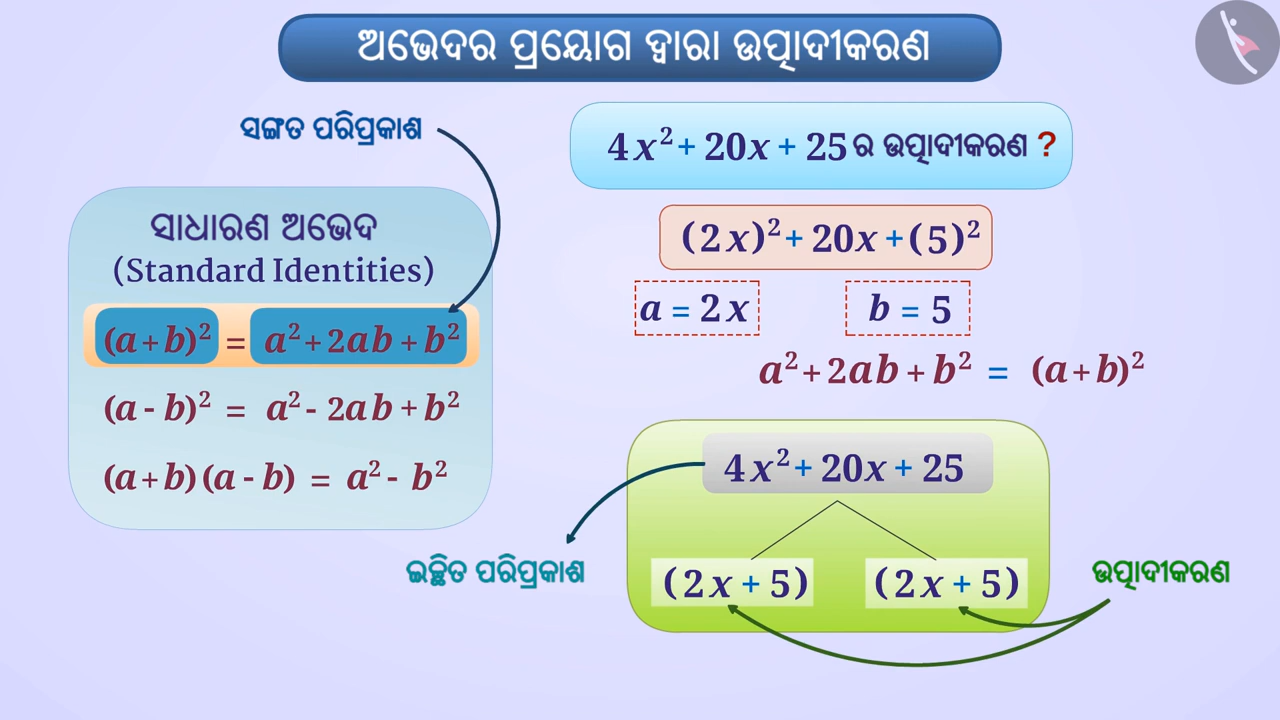 ଅଭେଦର ପ୍ରୟୋଗ ଦ୍ୱାରା ଉତ୍ପାଦୀକରଣ
ସଙ୍ଗତ ପରିପ୍ରକାଶ
ସାଧାରଣ ଅଭେଦ
(Standard Identities)
(a+b)² = a²+2ab+b²
(a-b)² = a²-2ab+b²
(a+b)(a-b) = a²-b²
4x²+20x+25ର ଉତ୍ପାଦୀକରଣ ?
(2x)²+20x+(5)²
a = 2x b = 5
a²+2ab+b² = (a+b)²
4x²+20x+25
ଇଚ୍ଛିତ ପରିପ୍ରକାଶ
(2x+5) (2x+5)
ଉତ୍ପାଦୀକରଣ